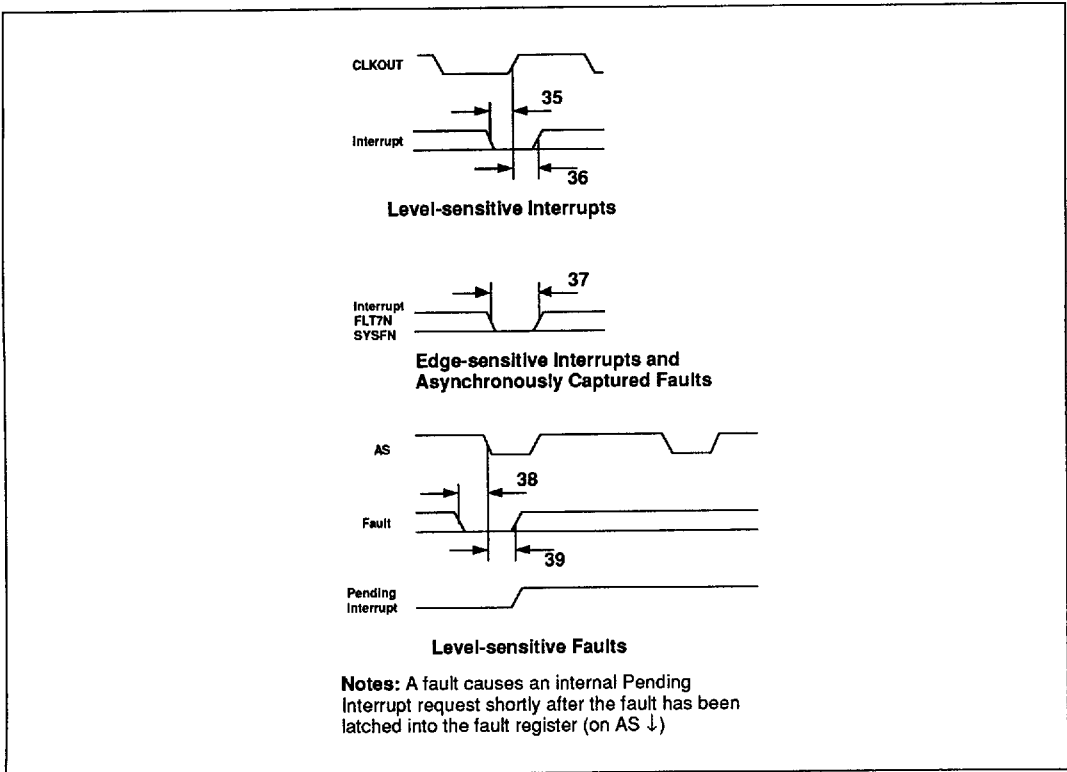 CLKOUT
35
Interrupt
36
Level-sensitive Interrupts
37
Interrupt
FLT7N
SYSFN
Edge-sensitive Interrupts and
Asynchronously Captured Faults
AS
38
Fault
39
Pending
Interrupt
Level-sensitive Faults
Notes: A fault causes an internal Pending
Interrupt request shortly after the fault has been
latched into the fault register (on AS ↓)